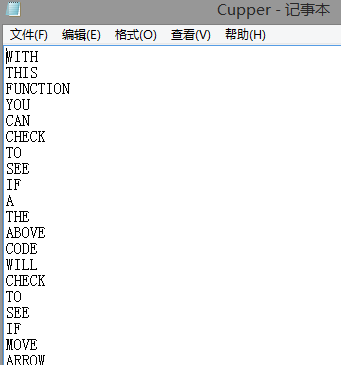 Cupper - 记事本
文件(F) 编辑(E) 格式(O) 查看(V) 帮助(H)
WITH
THIS
FUNCTION
YOU
CAN
CHECK
TO
SEE
IF
A
THE
ABOVE
CODE
WILL
CHECK
TO
SEE
IF
MOVE
ARROW